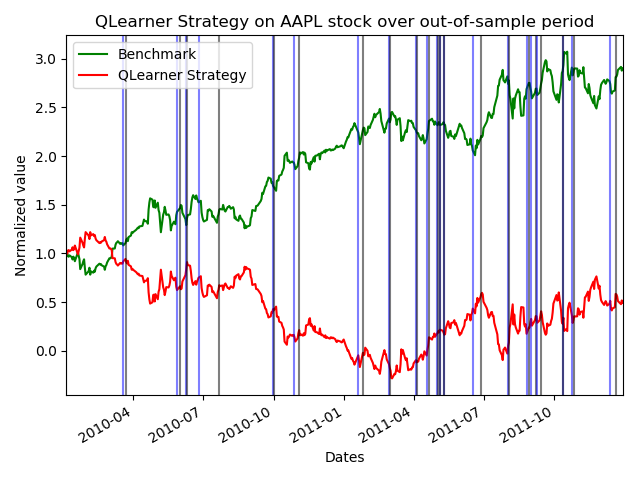 QLearner Strategy on AAPL stock over out-of-sample period
Benchmark
QLearner Strategy
Normalized value
3.0
2.5
2.0
1.5
1.0
0.5
0.0
2010-04
2010-07
2010-10
2011-01
2011-04
2011-07
2011-10
Dates